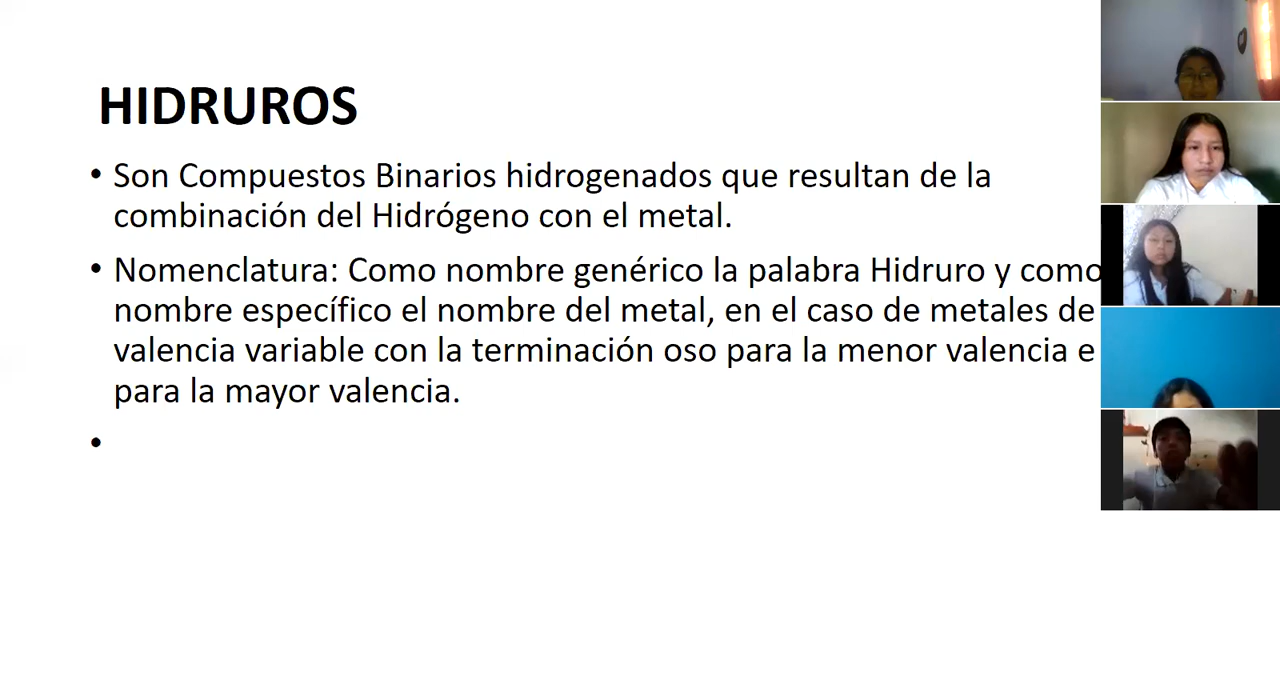 HIDRUROS
• Son Compuestos Binarios hidrogenados que resultan de la
combinación del Hidrógeno con el metal.
• Nomenclatura: Como nombre genérico la palabra Hidruro y como
nombre específico el nombre del metal, en el caso de metales de
valencia variable con la terminación oso para la menor valencia e
para la mayor valencia.
•